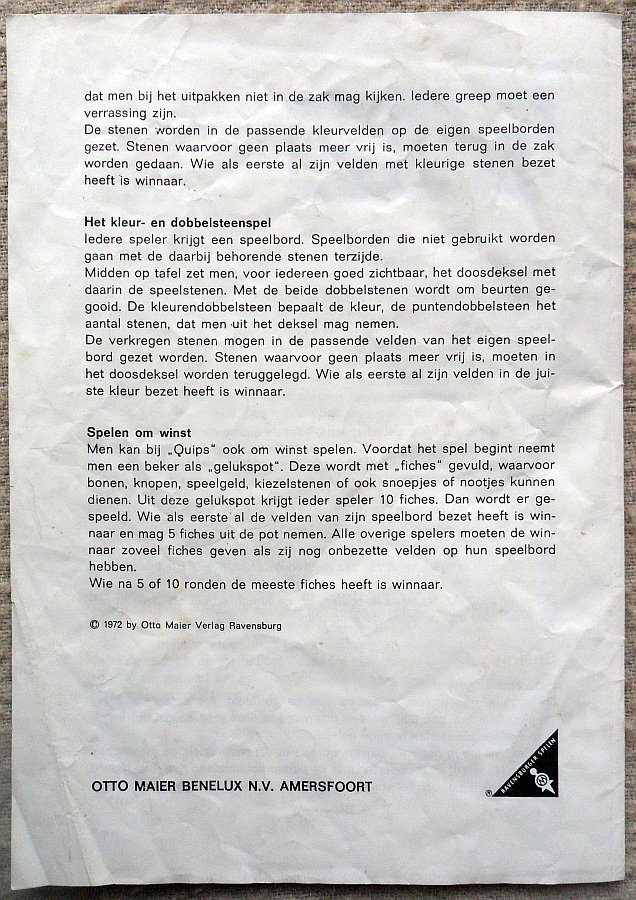 dat men bij het uitpakken niet in de zak mag kijken. Iedere greep moet een
verrassing zijn.
De stenen worden in de passende kleurvelden op de eigen speelborden
gezet. Stenen waarvoor geen plaats meer vrij is, moeten terug in de zak
worden gedaan. Wie als eerste al zijn velden met kleurige stenen bezet
heeft is winnaar.
Het kleur- en dobbelsteenspel
Iedere speler krijgt een speelbord. Speelborden die niet gebruikt worden
gaan met de daarbij behorende stenen terzijde.
Midden op tafel zet men, voor iedereen goed zichtbaar, het doosdeksel met
daarin de speelstenen. Met de beide dobbelstenen wordt om beurten ge-
gooid. De kleurendobbelsteen bepaalt de kleur, de puntendobbelsteen het
aantal stenen, dat men uit het deksel mag nemen.
De verkregen stenen mogen in de passende velden van het eigen speel-
bord gezet worden. Stenen waarvoor geen plaats meer vrij is, moeten in
het doosdeksel worden teruggelegd. Wie als eerste al zijn velden in de jui-
ste kleur bezet heeft is winnaar.
Spelen om winst
Men kan bij „Quips“ ook om winst spelen. Voordat het spel begint neemt
men een beker als „gelukspot“. Deze wordt met „fiches“ gevuld, waarvoor
bonen, knopen, speelgeld, kiezelstenen of ook snoepjes of nootjes kunnen
dienen. Uit deze gelukspot krijgt ieder speler 10 fiches. Dan wordt er ge-
speeld. Wie als eerste al de velden van zijn speelbord bezet heeft is win-
naar en mag 5 fiches uit de pot nemen. Alle overige spelers moeten de win-
naar zoveel fiches geven als zij nog onbezette velden op hun speelbord
hebben.
Wie na 5 of 10 ronden de meeste fiches heeft is winnaar.
© 1972 by Otto Maier Verlag Ravensburg
OTTO MAIER BENELUX N.V. AMERSFOORT
® RAVENSBURGER SPELEN